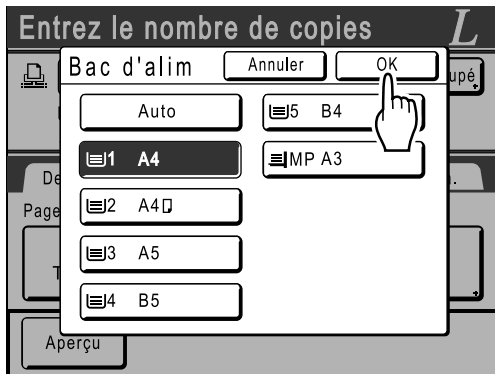 Entrez le nombre de copies L
Bac d'alim Annuler OK
upé
Auto
5 B4
1 A4
MP A3
De
Page
2 A4
3 A5
4 B5
Aperçu